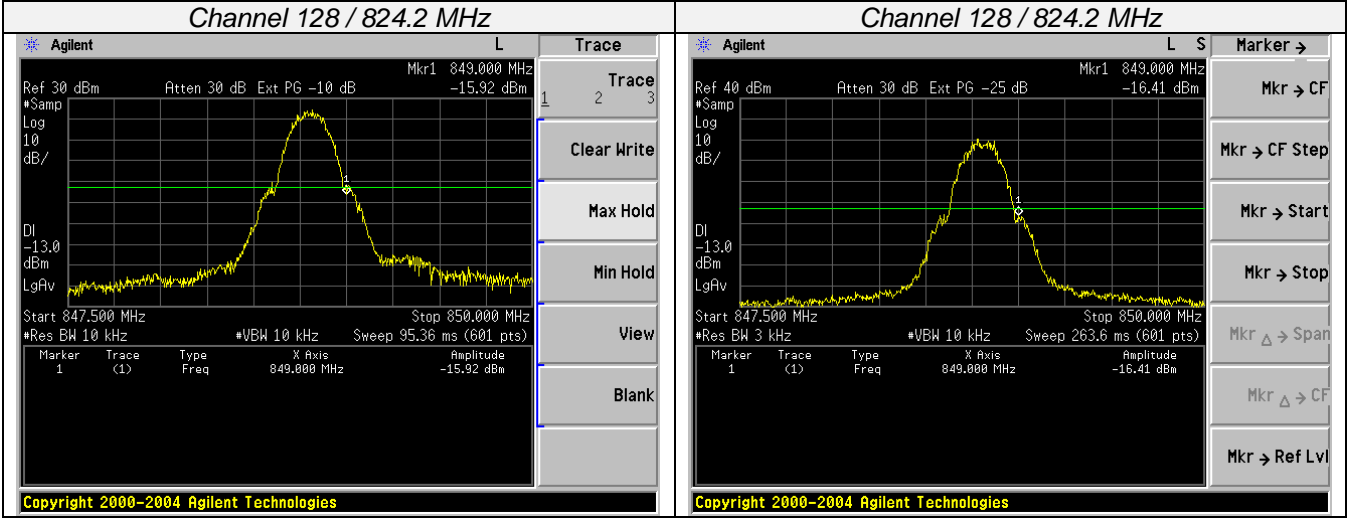 Channel 128 / 824.2 MHz
Agilent L Trace
Mkr1 849.000 MHz
Ref 30 dBm Atten 30 dB Ext PG -10 dB -15.92 dBm
#Samp
Log
10
dB/
1
DI
-13.0
dBm
LgAv
Start 847.500 MHz Stop 850.000 MHz
#Res BW 10 kHz #VBW 10 kHz Sweep 95.36 ms (601 pts)
Marker Trace Type X Axis Amplitude
1 (1) Freq 849.000 MHz -15.92 dBm
Trace
1 2 3
Clear Write
Max Hold
Min Hold
View
Blank
Copyright 2000-2004 Agilent Technologies
Channel 128 / 824.2 MHz
Agilent L S Marker →
Mkr1 849.000 MHz
Ref 40 dBm Atten 30 dB Ext PG -25 dB -16.41 dBm
#Samp
Log
10
dB/
1
DI
-13.0
dBm
LgAv
Start 847.500 MHz Stop 850.000 MHz
#Res BW 3 kHz #VBW 10 kHz Sweep 263.6 ms (601 pts)
Marker Trace Type X Axis Amplitude
1 (1) Freq 849.000 MHz -16.41 dBm
Mkr → CF
Mkr → CF Step
Mkr → Start
Mkr → Stop
Mkr Δ → Span
Mkr Δ → CF
Mkr → Ref Lvl
Copyright 2000-2004 Agilent Technologies